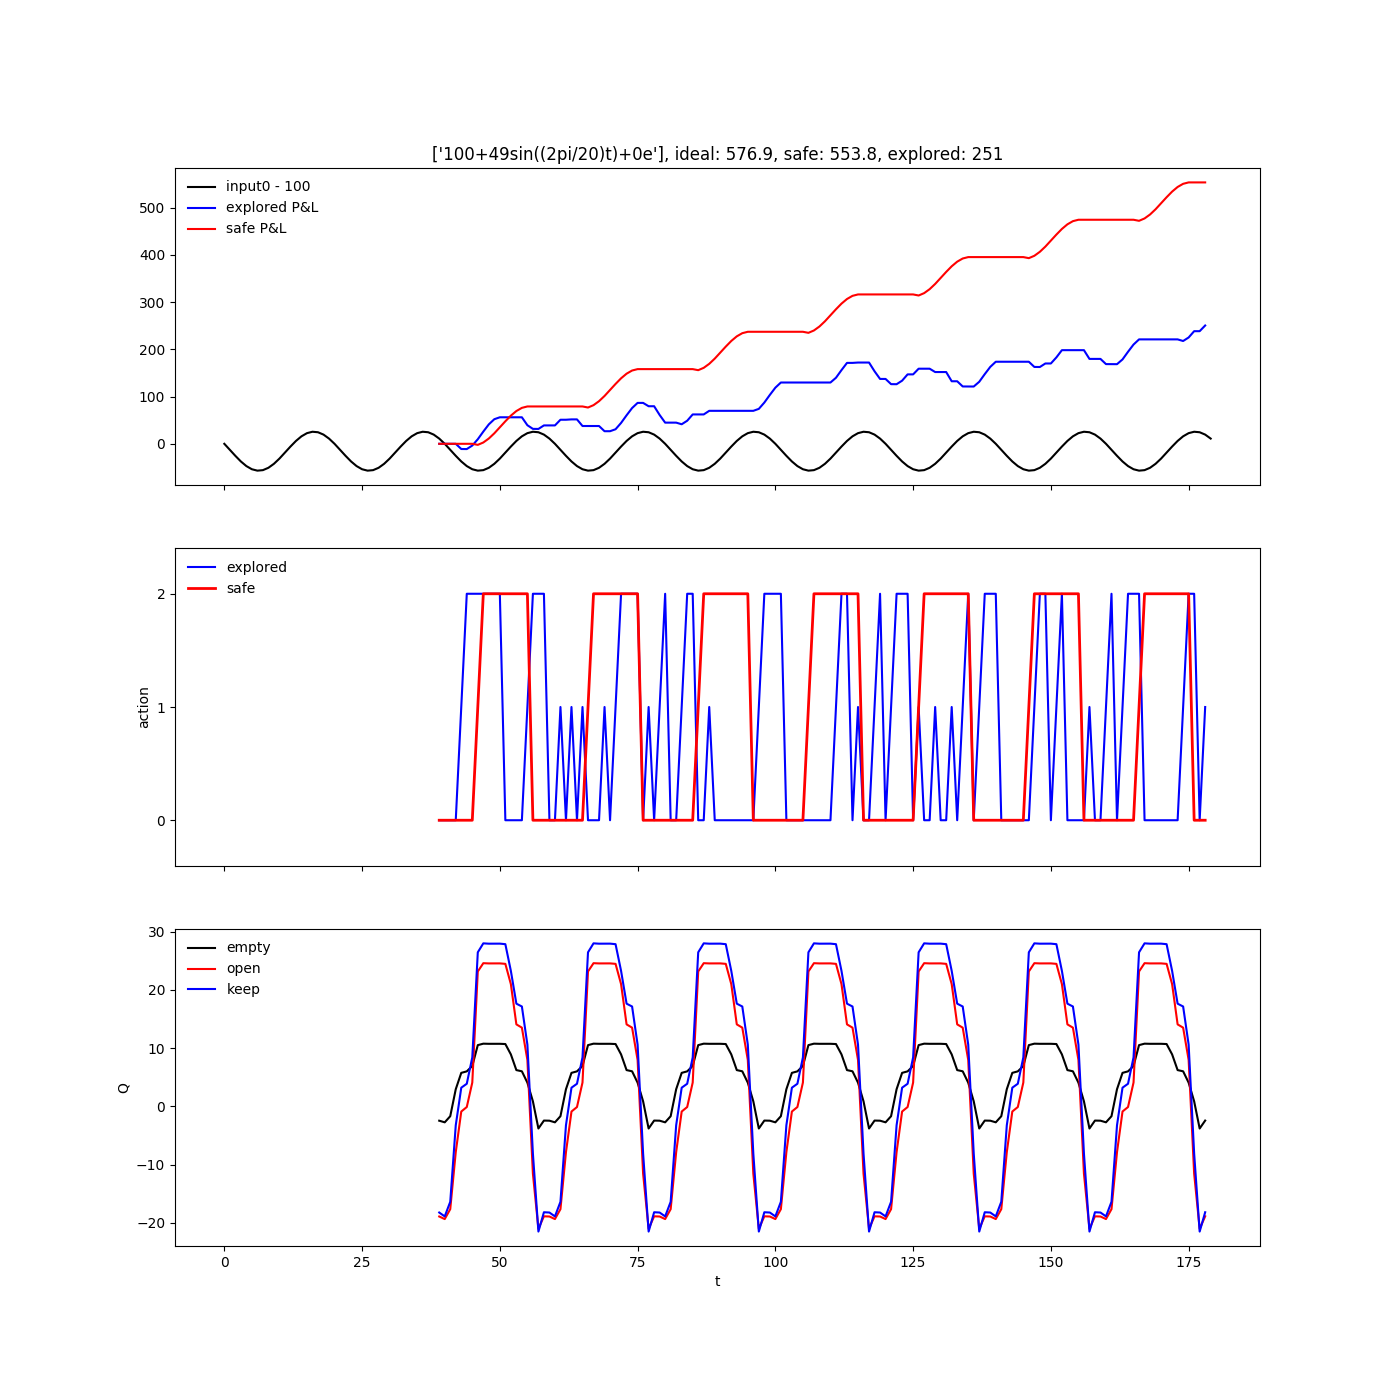 ['100+49sin((2pi/20)t)+0e'], ideal: 576.9, safe: 553.8, explored: 251
input0 - 100
explored P&L
safe P&L
500
400
300
200
100
0
explored
safe
2
1
0
action
empty
open
keep
30
20
10
0
−10
−20
Q
0 25 50 75 100 125 150 175
t